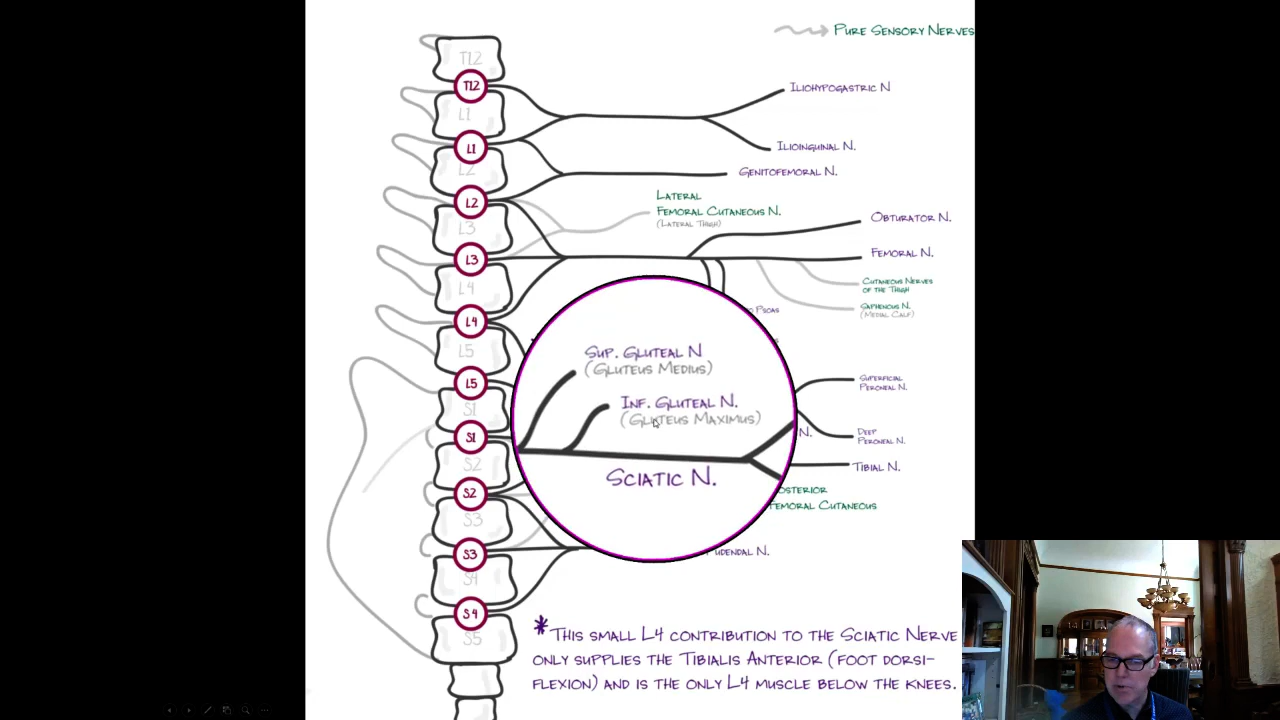 Pure Sensory Nerves
T12
T12
Iliohypogastric N
L1
L1
Ilioinguinal N.
L2
Genitofemoral N.
Lateral
Femoral Cutaneous N.
(Lateral Thigh)
L2
Obturator N.
L3
L3
Femoral N.
Cutaneous Nerves
of the Thigh
L4
Saphenous N.
(Medial Calf)
Psoas
L4
L5
Sup. Gluteal N
(Gluteus Medius)
L5
Superficial
Peroneal N.
Inf. Gluteal N.
(Gluteus Maximus)
S1
S1
N.
Deep
Peroneal N.
S2
Tibial N.
Sciatic N.
S2
osterior
Femoral Cutaneous
S3
S3
Pudendal N.
S4
S4
S5
*This small L4 contribution to the Sciatic Nerve
only supplies the Tibialis Anterior (foot dorsi-
flexion) and is the only L4 muscle below the knees.